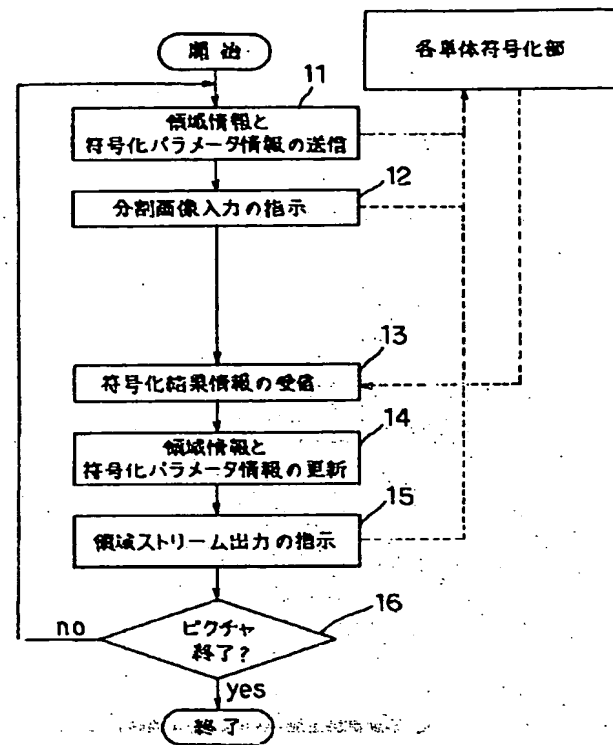 開始
各単体符号化部
11
領域情報と
符号化パラメータ情報の送信
12
分割画像入力の指示
13
符号化結果情報の受信
14
領域情報と
符号化パラメータ情報の更新
15
領域ストリーム出力の指示
16
ピクチャ
終了?
no
yes
終了